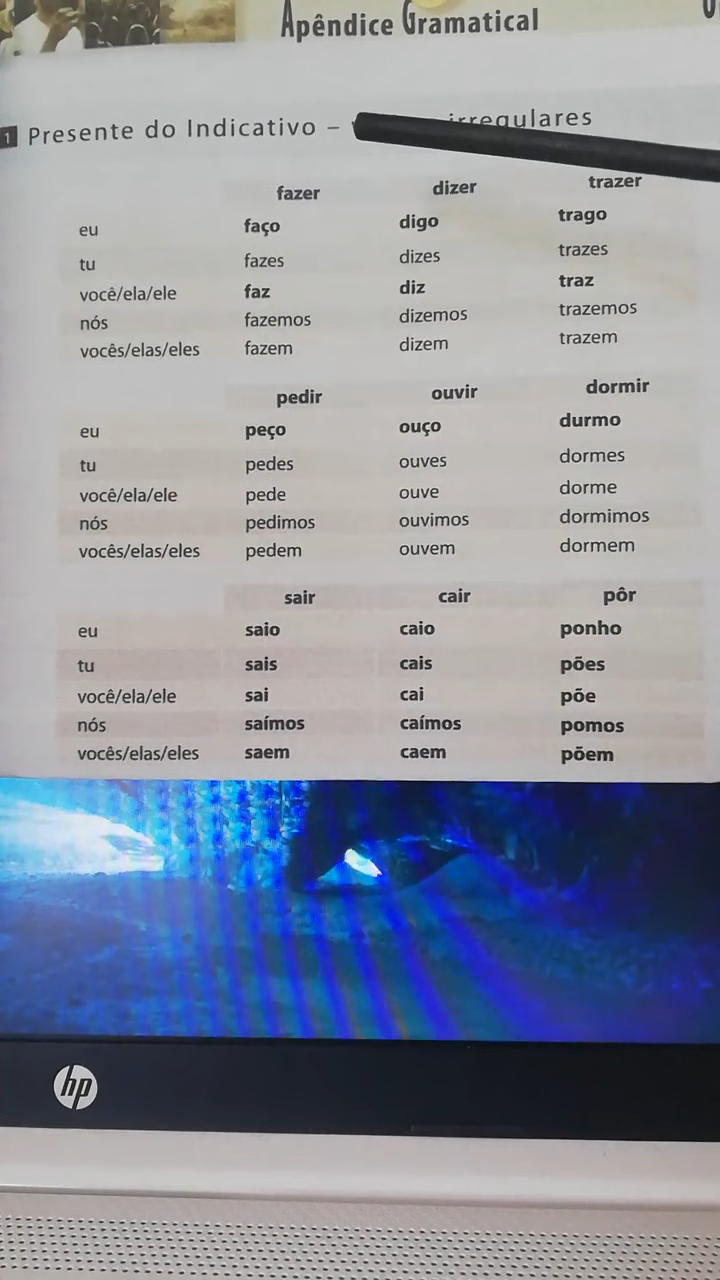 Apêndice Gramatical
1 Presente do Indicativo – irregulares
fazer dizer trazer
eu faço digo trago
tu fazes dizes trazes
você/ela/ele faz diz traz
nós fazemos dizemos trazemos
vocês/elas/eles fazem dizem trazem
pedir ouvir dormir
eu peço ouço durmo
tu pedes ouves dormes
você/ela/ele pede ouve dorme
nós pedimos ouvimos dormimos
vocês/elas/eles pedem ouvem dormem
sair cair pôr
eu saio caio ponho
tu sais cais pões
você/ela/ele sai cai põe
nós saímos caímos pomos
vocês/elas/eles saem caem põem
hp